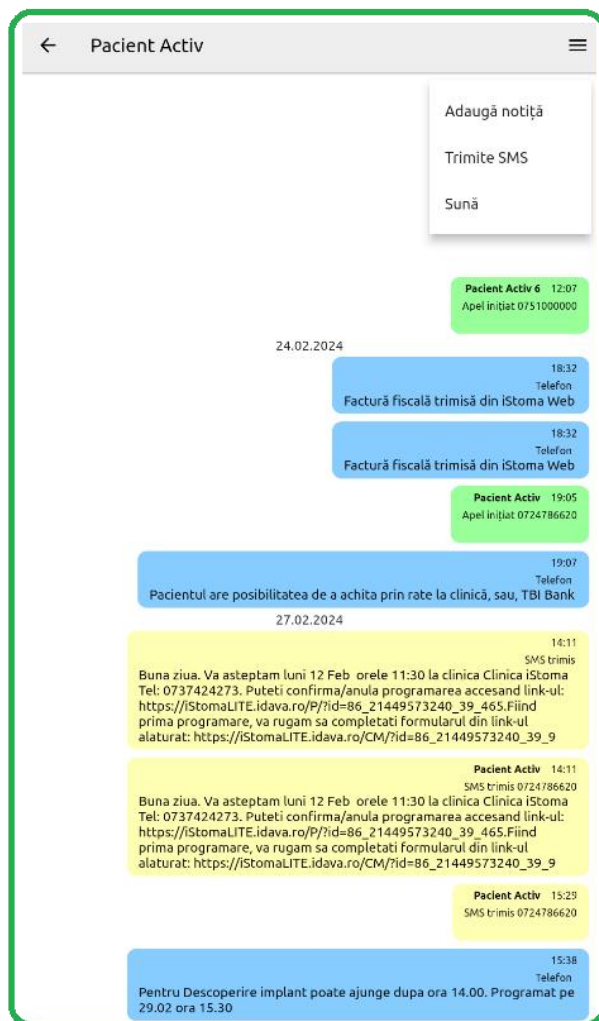 Pacient Activ
Adaugă notiță
Trimite SMS
Sună
Pacient Activ 6 12:07
Apel inițiat 0751000000
24.02.2024
18:32
Telefon
Factură fiscală trimisă din iStoma Web
18:32
Telefon
Factură fiscală trimisă din iStoma Web
Pacient Activ 19:05
Apel inițiat 0724786620
19:07
Telefon
Pacientul are posibilitatea de a achita prin rate la clinică, sau, TBI Bank
27.02.2024
14:11
SMS trimis
Buna ziua. Va asteptam luni 12 Feb orele 11:30 la clinica Clinica iStoma
Tel: 0737424273. Puteti confirma/anula programarea accesand link-ul:
https://iStomaLITE.idava.ro/P/?id=86_21449573240_39_465.Fiind
prima programare, va rugam sa completati formularul din link-ul
alaturat: https://iStomaLITE.idava.ro/CM/?id=86_21449573240_39_9
Pacient Activ 14:11
SMS trimis 0724786620
Buna ziua. Va asteptam luni 12 Feb orele 11:30 la clinica Clinica iStoma
Tel: 0737424273. Puteti confirma/anula programarea accesand link-ul:
https://iStomaLITE.idava.ro/P/?id=86_21449573240_39_465.Fiind
prima programare, va rugam sa completati formularul din link-ul
alaturat: https://iStomaLITE.idava.ro/CM/?id=86_21449573240_39_9
Pacient Activ 15:29
SMS trimis 0724786620
15:38
Telefon
Pentru Descoperire implant poate ajunge dupa ora 14.00. Programat pe
29.02 ora 15.30